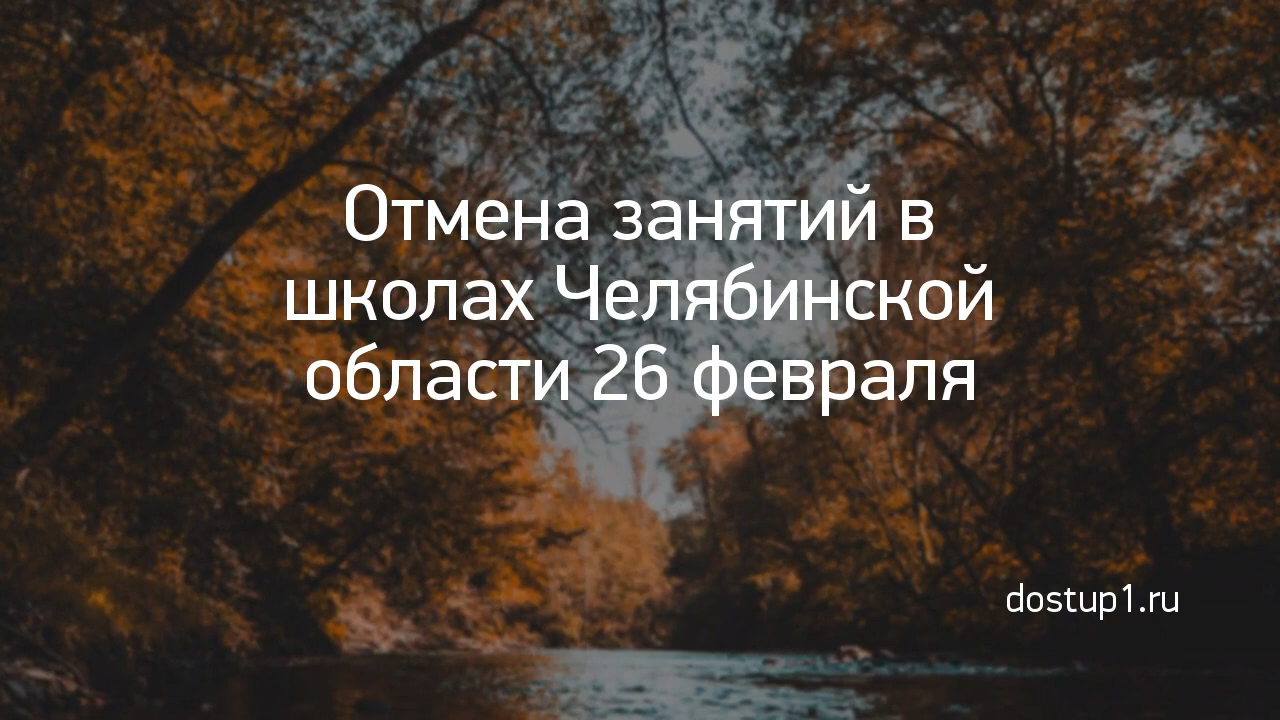 Отмена занятий в
школах Челябинской
области 26 февраля
dostup1.ru